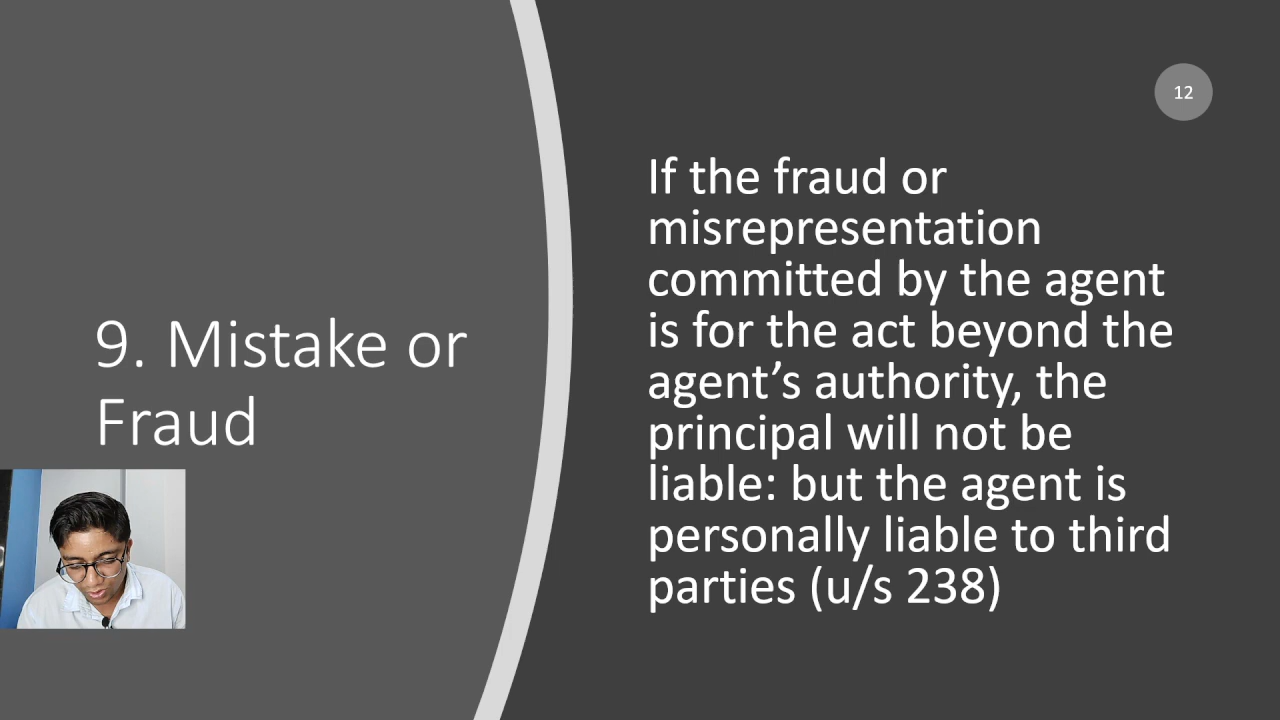 12
9. Mistake or
Fraud
If the fraud or
misrepresentation
committed by the agent
is for the act beyond the
agent’s authority, the
principal will not be
liable: but the agent is
personally liable to third
parties (u/s 238)